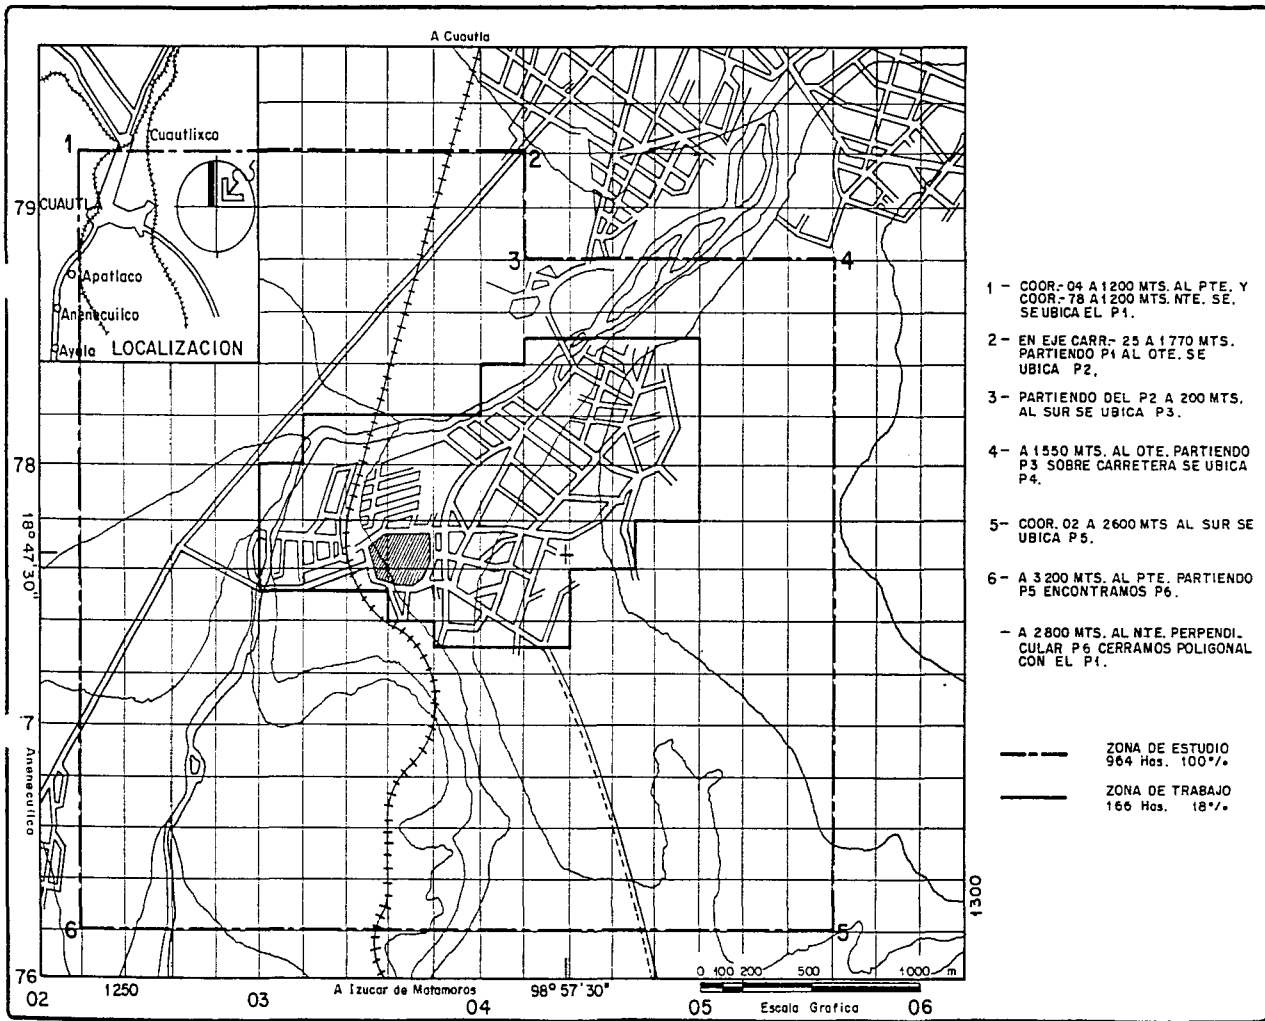 A Cuautla
1
Cuautlixco
2
79
CUAUTLA
3
4
Apatlaco
Anenecuilco
Ayala
LOCALIZACION
78
18° 47' 30"
7
Anenecuilco
6
5
76
1300
02
1250
03
A Izucar de Matamoros
04
98° 57' 30"
05
06
0 100 200 500 1000 m
Escala Grafica
1 - COOR.- 04 A 1200 MTS. AL PTE. Y
COOR.- 78 A 1200 MTS. NTE. SE.
SE UBICA EL P1.
2 - EN EJE CARR.- 25 A 1770 MTS.
PARTIENDO P1 AL OTE. SE
UBICA P2.
3 - PARTIENDO DEL P2 A 200 MTS.
AL SUR SE UBICA P3.
4 - A 1550 MTS. AL OTE. PARTIENDO
P3 SOBRE CARRETERA SE UBICA
P4.
5- COOR. 02 A 2600 MTS AL SUR SE
UBICA P5.
6 - A 3200 MTS. AL PTE. PARTIENDO
P5 ENCONTRAMOS P6.
- A 2800 MTS. AL NTE. PERPENDI-
CULAR P6 CERRAMOS POLIGONAL
CON EL P1.
ZONA DE ESTUDIO
964 Has. 100%
ZONA DE TRABAJO
166 Has. 18%